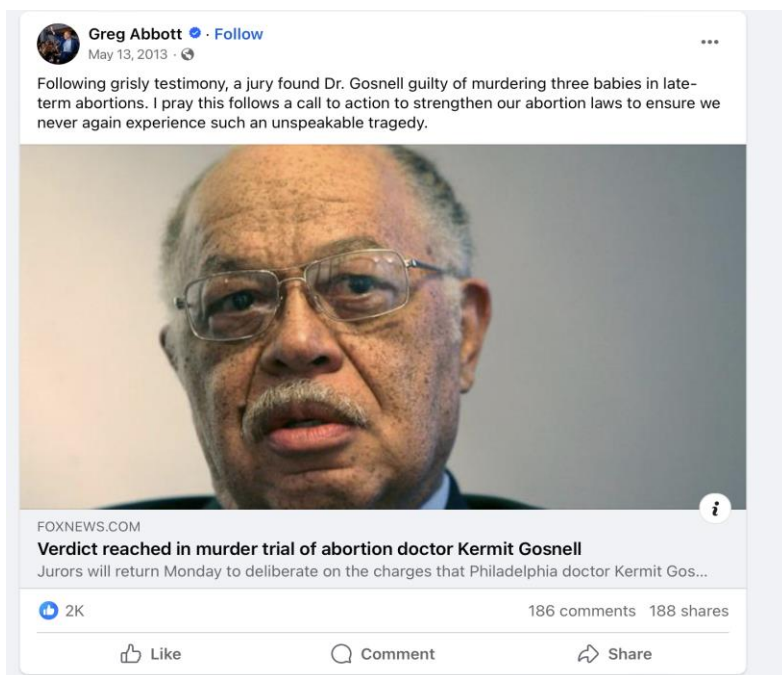 Greg Abbott · Follow
May 13, 2013 ·
Following grisly testimony, a jury found Dr. Gosnell guilty of murdering three babies in late-
term abortions. I pray this follows a call to action to strengthen our abortion laws to ensure we
never again experience such an unspeakable tragedy.
i
FOXNEWS.COM
Verdict reached in murder trial of abortion doctor Kermit Gosnell
Jurors will return Monday to deliberate on the charges that Philadelphia doctor Kermit Gos...
2K 186 comments 188 shares
Like Comment Share